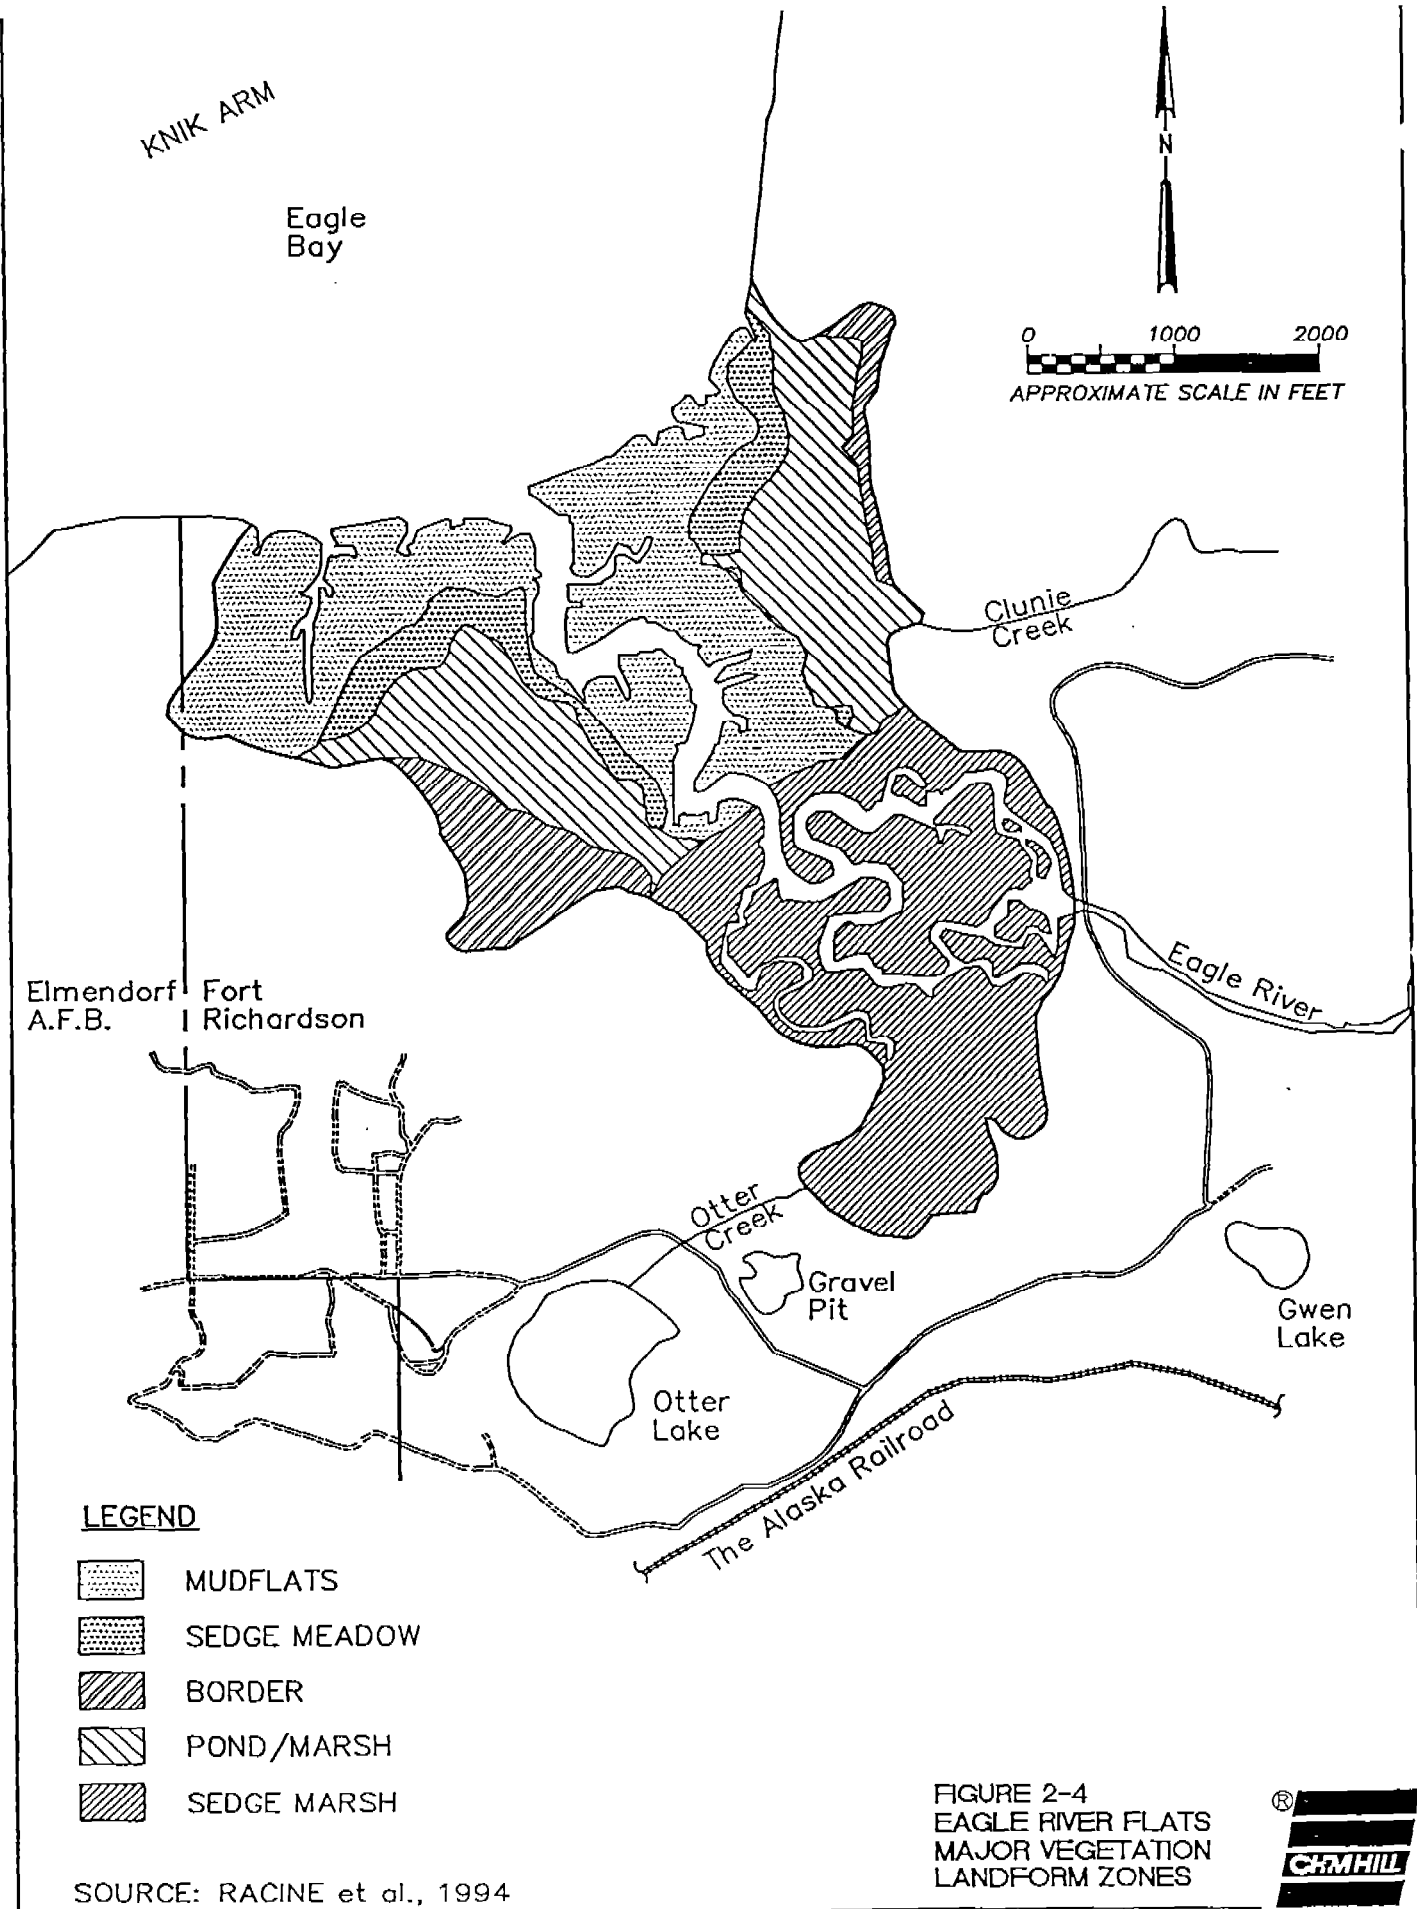 KNIK ARM
Eagle
Bay
N
0 1000 2000
APPROXIMATE SCALE IN FEET
Clunie
Creek
Eagle River
Elmendorf
A.F.B.
Fort
Richardson
Otter
Creek
Gravel
Pit
Gwen
Lake
Otter
Lake
The Alaska Railroad
LEGEND
MUDFLATS
SEDGE MEADOW
BORDER
POND/MARSH
SEDGE MARSH
SOURCE: RACINE et al., 1994
FIGURE 2-4
EAGLE RIVER FLATS
MAJOR VEGETATION
LANDFORM ZONES
®
CH2MHILL